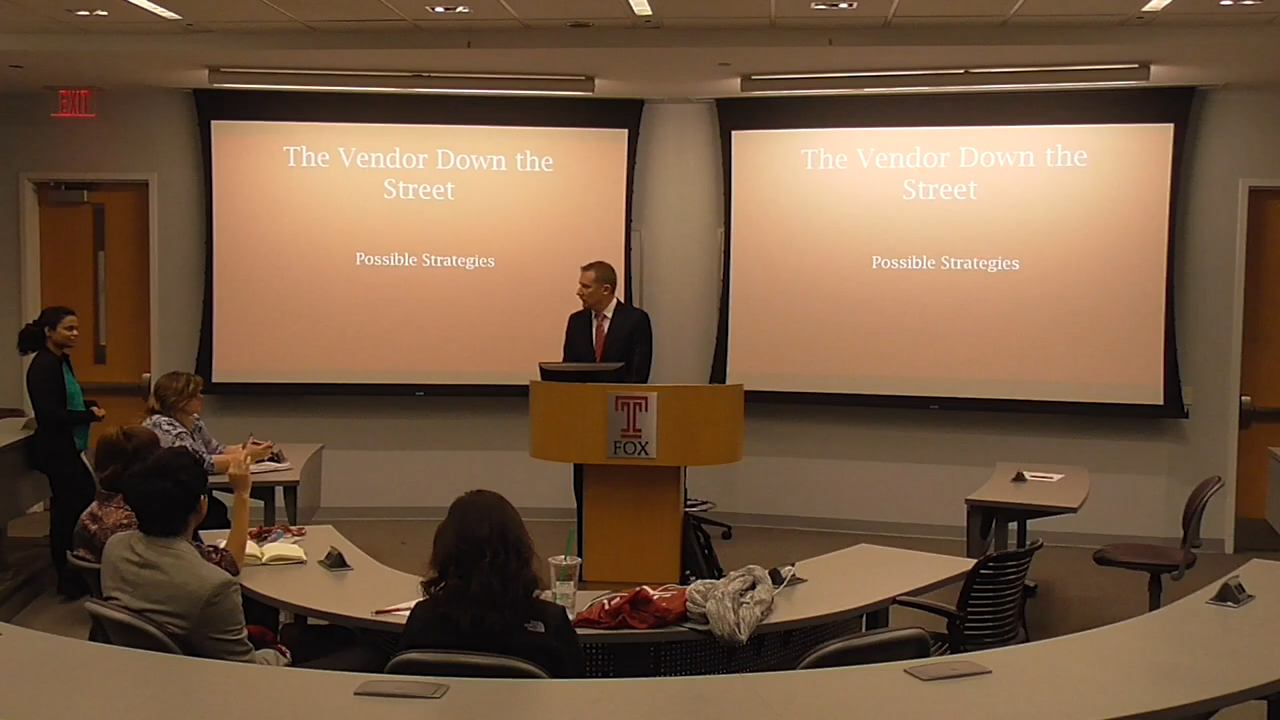 EXIT
The Vendor Down the
Street
Possible Strategies
The Vendor Down the
Street
Possible Strategies
T
FOX